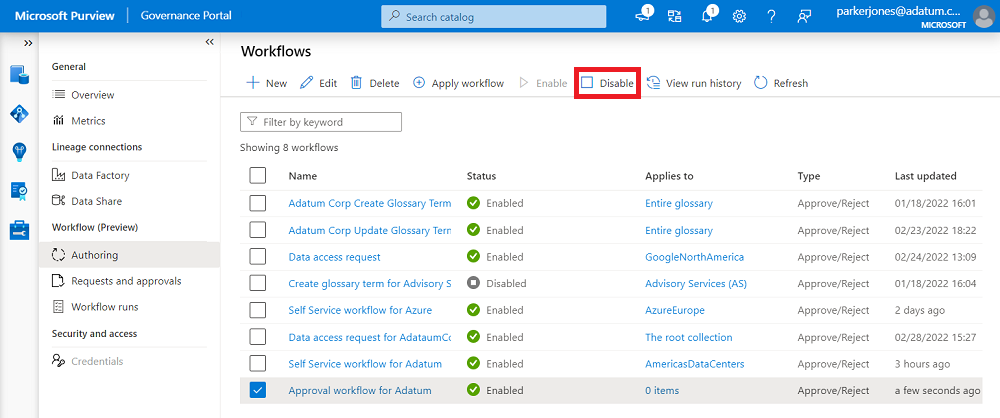 Microsoft Purview | Governance Portal
Search catalog
1
1
parkerjones@adatum.c...
MICROSOFT
General
Overview
Metrics
Lineage connections
Data Factory
Data Share
Workflow (Preview)
Authoring
Requests and approvals
Workflow runs
Security and access
Credentials
Workflows
New Edit Delete Apply workflow Enable Disable View run history Refresh
Filter by keyword
Showing 8 workflows
Name Status Applies to Type Last updated
Adatum Corp Create Glossary Term Enabled Entire glossary Approve/Reject 01/18/2022 16:01
Adatum Corp Update Glossary Tern Enabled Entire glossary Approve/Reject 02/23/2022 18:22
Data access request Enabled GoogleNorthAmerica Approve/Reject 02/24/2022 13:09
Create glossary term for Advisory S Disabled Advisory Services (AS) Approve/Reject 01/18/2022 16:04
Self Service workflow for Azure Enabled AzureEurope Approve/Reject 2 days ago
Data access request for AdataumCo Enabled The root collection Approve/Reject 02/28/2022 15:27
Self Service workflow for Adatum Enabled AmericasDataCenters Approve/Reject 3 hours ago
Approval workflow for Adatum Enabled 0 items Approve/Reject a few seconds ago